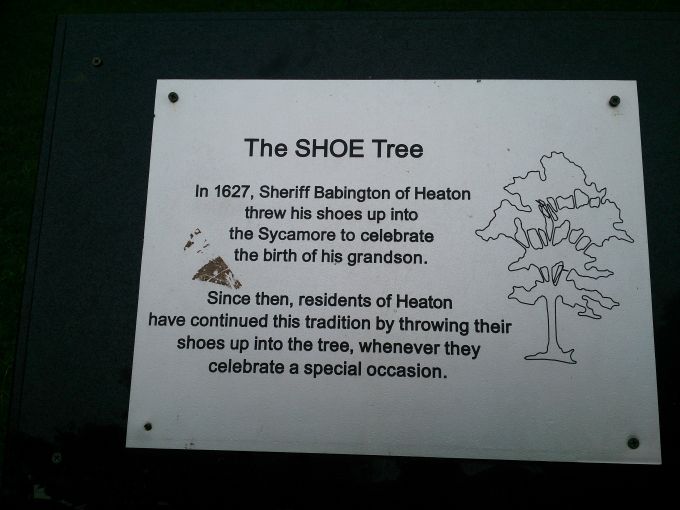 The SHOE Tree
In 1627, Sheriff Babington of Heaton
threw his shoes up into
the Sycamore to celebrate
the birth of his grandson.
Since then, residents of Heaton
have continued this tradition by throwing their
shoes up into the tree, whenever they
celebrate a special occasion.